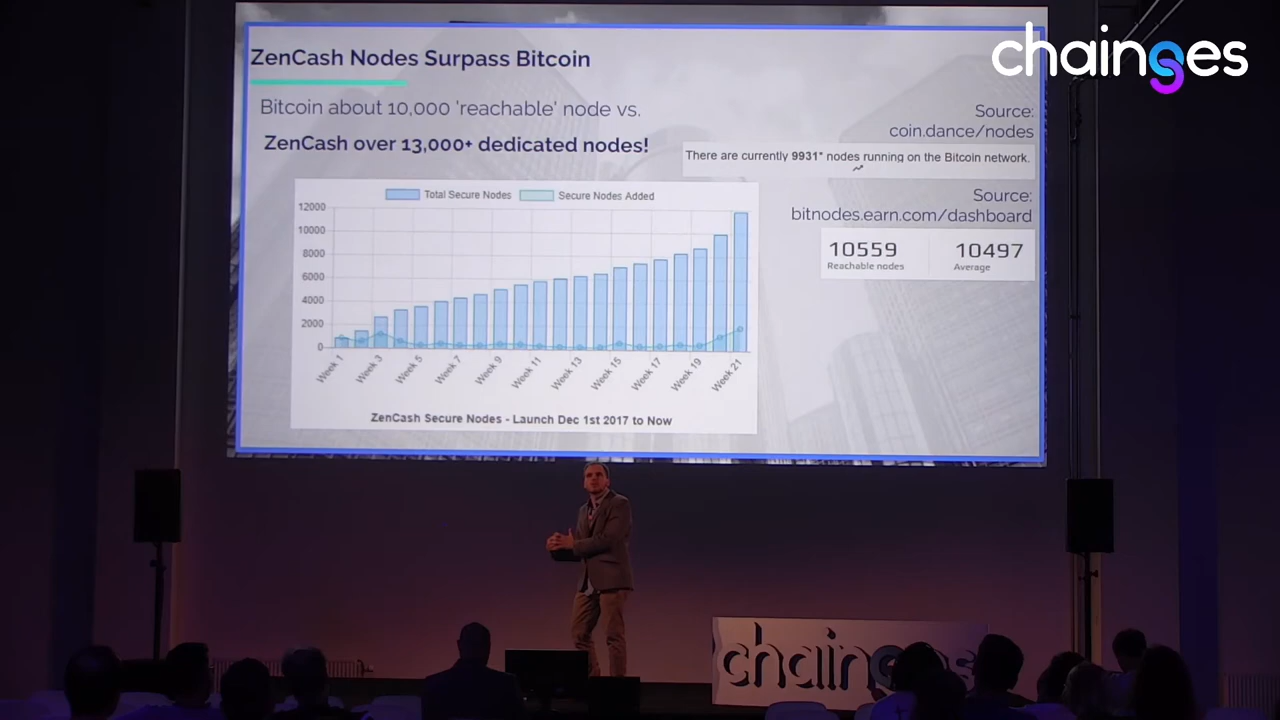 ZenCash Nodes Surpass Bitcoin
Bitcoin about 10,000 'reachable' node vs.
ZenCash over 13,000+ dedicated nodes!
chainges
Source:
coin.dance/nodes
There are currently 9931* nodes running on the Bitcoin network.
Source:
bitnodes.earn.com/dashboard
10559 10497
Reachable nodes Average
Total Secure Nodes Secure Nodes Added
12000
10000
8000
6000
4000
2000
0
Week 1 Week 3 Week 5 Week 7 Week 9 Week 11 Week 13 Week 15 Week 17 Week 19 Week 21
ZenCash Secure Nodes - Launch Dec 1st 2017 to Now
chainges